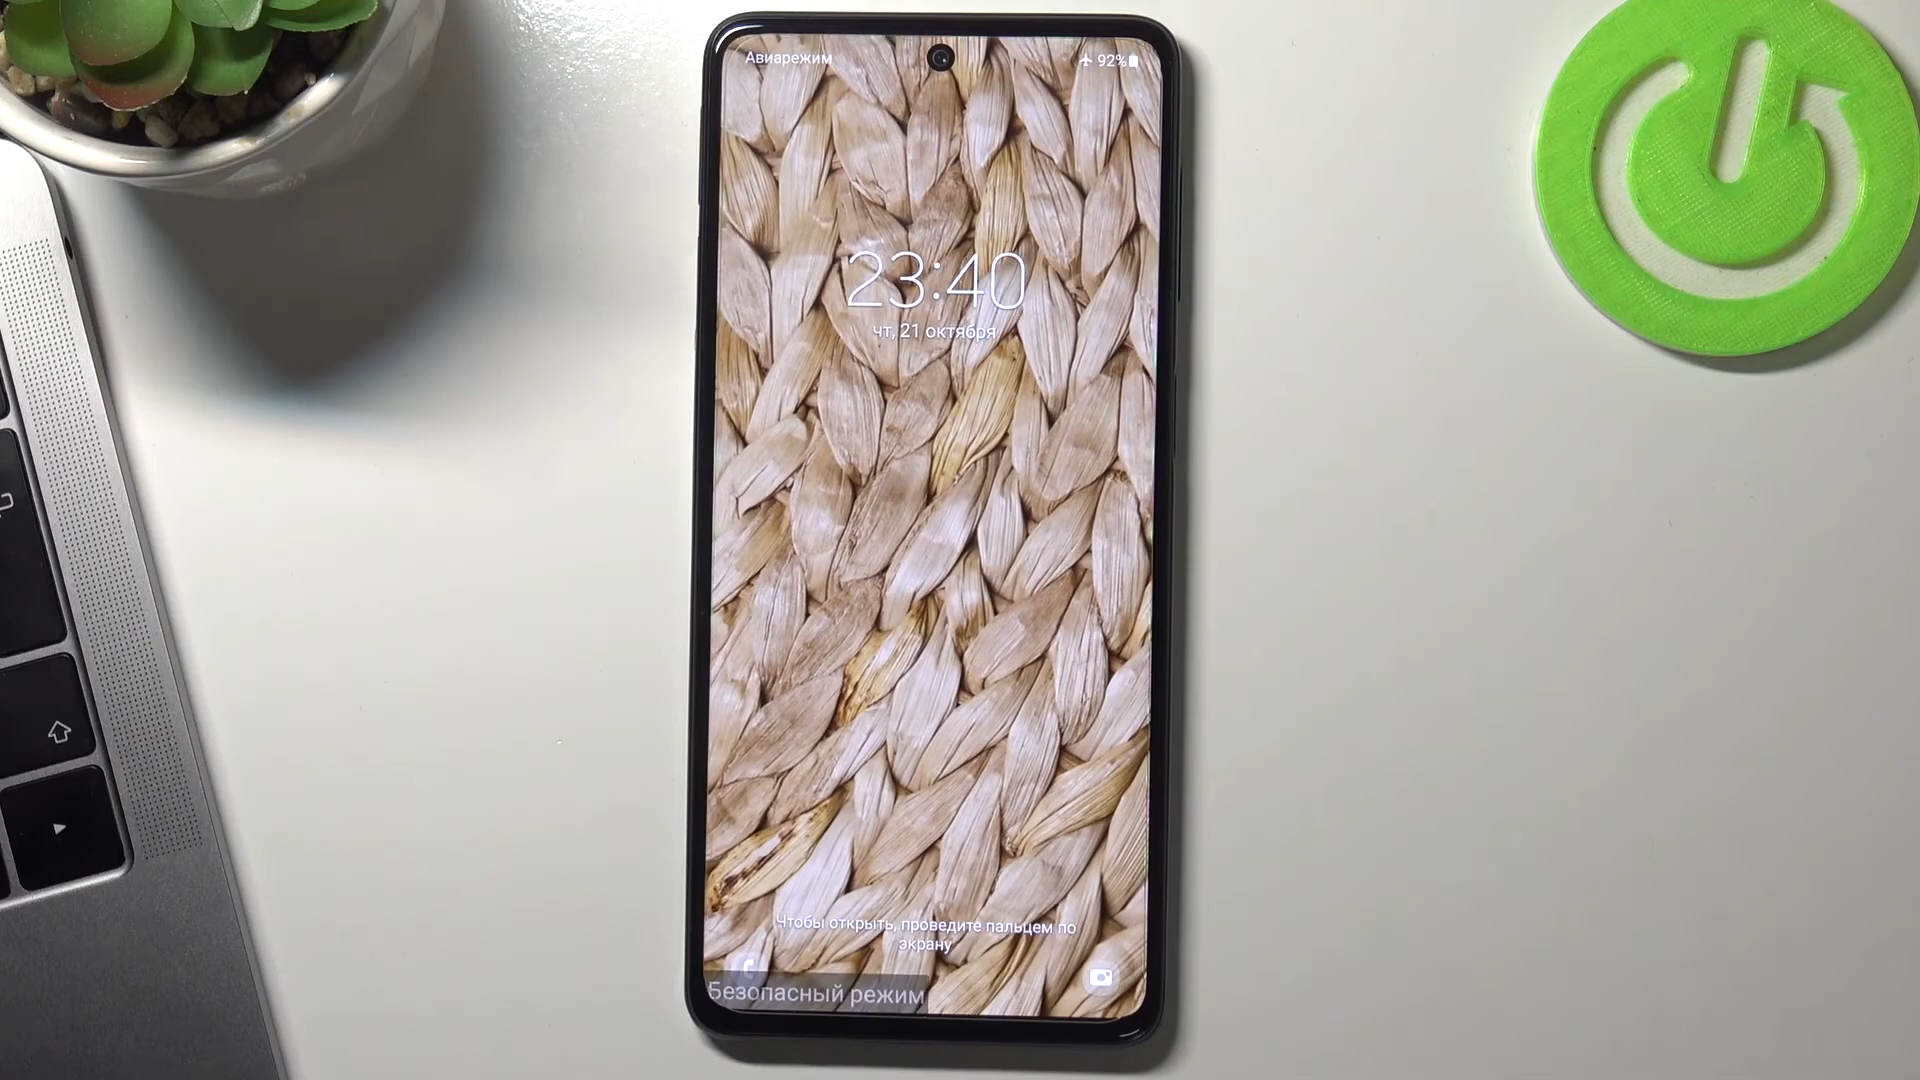 Авиарежим
92%
23:40
чт, 21 октября
Чтобы открыть, проведите пальцем по
экрану
Безопасный режим